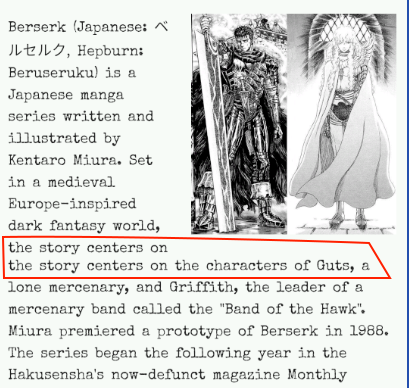 Berserk (Japanese: ベ
ルセルク, Hepburn:
Beruseruku) is a
Japanese manga
series written and
illustrated by
Kentaro Miura. Set
in a medieval
Europe-inspired
dark fantasy world,
the story centers on
the story centers on the characters of Guts, a
lone mercenary, and Griffith, the leader of a
mercenary band called the "Band of the Hawk".
Miura premiered a prototype of Berserk in 1988.
The series began the following year in the
Hakusensha's now-defunct magazine Monthly